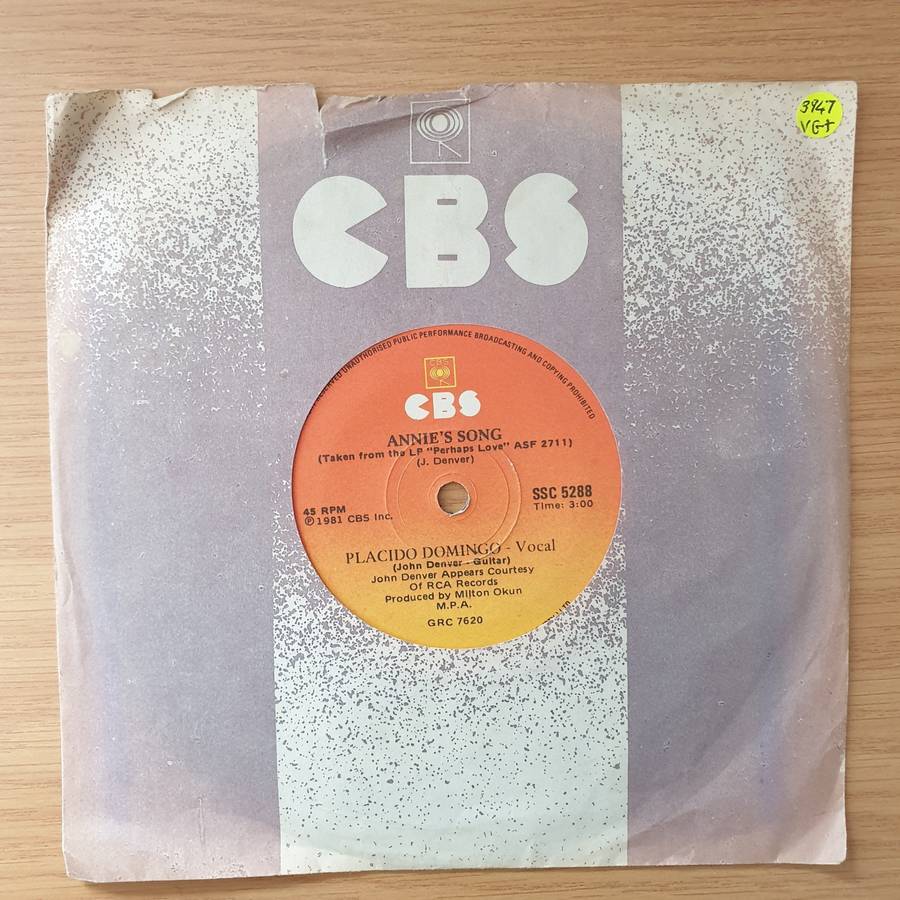 3947
VG+
CBS
RESERVED UNAUTHORISED PUBLIC PERFORMANCE BROADCASTING AND COPYING PROHIBITED
CBS
CBS
ANNIE'S SONG
(Taken from the LP "Perhaps Love" ASF 2711)
(J. Denver)
45 RPM
℗1981 CBS Inc.
SSC 5288
Time: 3:00
PLACIDO DOMINGO - Vocal
(John Denver - Guitar)
John Denver Appears Courtesy
Of RCA Records
Produced by Milton Okun
M.P.A.
GRC 7620